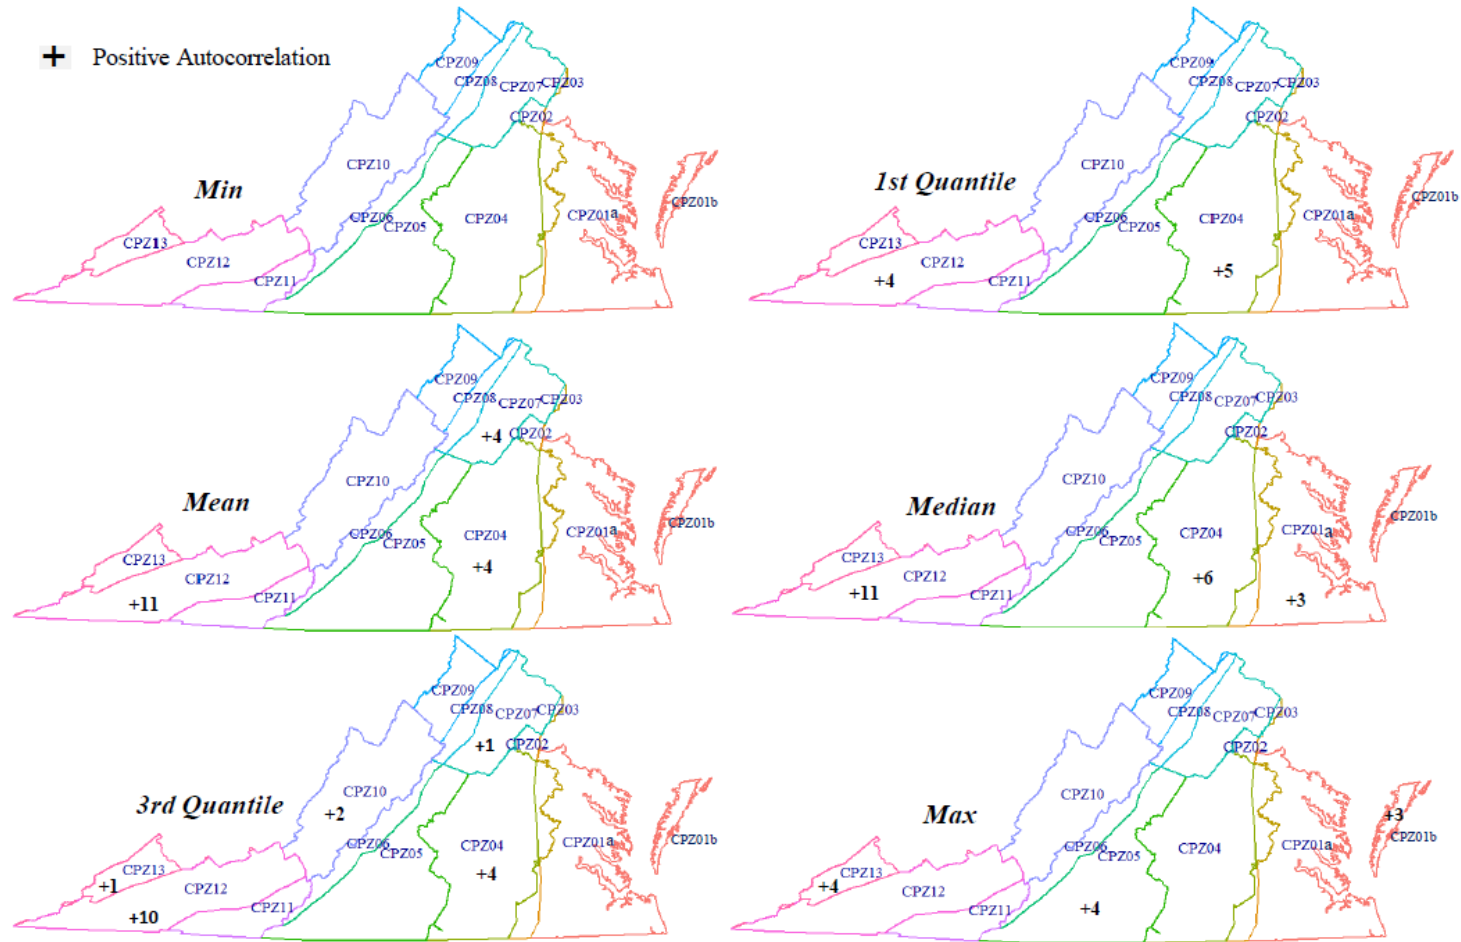 + Positive Autocorrelation
Min
CPZ09
CPZ08
CPZ07
CPZ03
CPZ02
CPZ10
CPZ04
CPZ06
CPZ05
CPZ01a
CPZ01b
CPZ13
CPZ12
CPZ11
1st Quantile
CPZ09
CPZ08
CPZ07
CPZ03
CPZ02
CPZ10
CPZ04
CPZ06
CPZ05
CPZ01a
CPZ01b
CPZ13
CPZ12
CPZ11
+4
+5
Mean
CPZ09
CPZ08
CPZ07
CPZ03
+4
CPZ02
CPZ10
CPZ04
CPZ06
CPZ05
CPZ01a
CPZ01b
CPZ13
CPZ12
CPZ11
+4
+11
Median
CPZ09
CPZ08
CPZ07
CPZ03
CPZ02
CPZ10
CPZ04
CPZ06
CPZ05
CPZ01a
CPZ01b
CPZ13
CPZ12
CPZ11
+11
+6
+3
3rd Quantile
CPZ09
CPZ08
CPZ07
CPZ03
+1
CPZ02
CPZ10
+2
CPZ04
CPZ06
CPZ05
CPZ01a
CPZ01b
CPZ13
+1
CPZ12
CPZ11
+4
+10
Max
CPZ09
CPZ08
CPZ07
CPZ03
CPZ02
CPZ10
CPZ04
CPZ06
CPZ05
CPZ01a
+3
CPZ01b
CPZ13
+4
CPZ12
CPZ11
+4